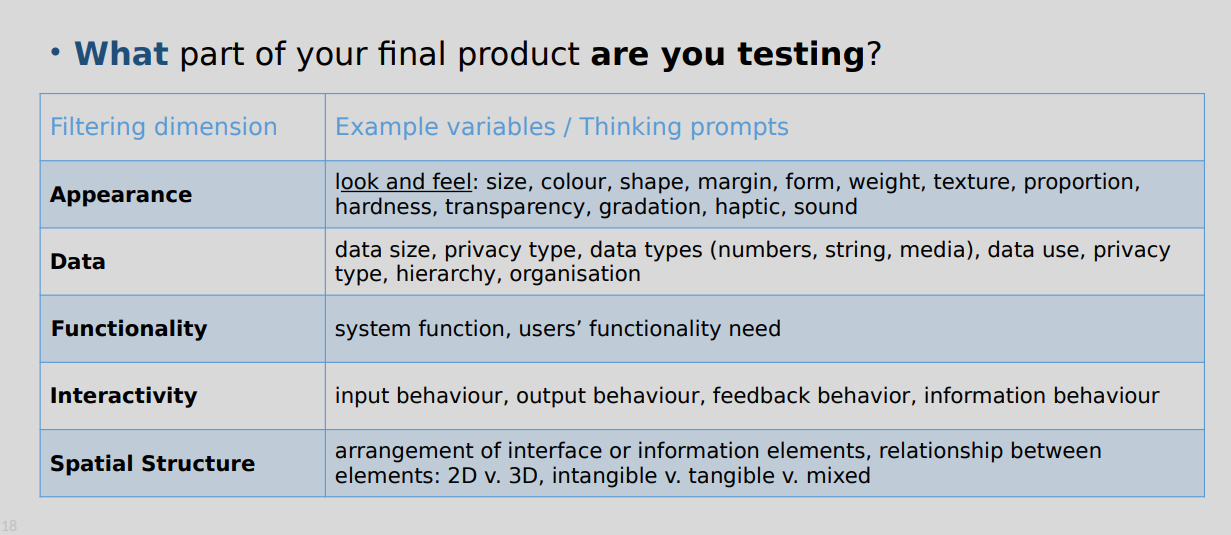 • What part of your final product are you testing?
Filtering dimension
Example variables / Thinking prompts
Appearance
look and feel: size, colour, shape, margin, form, weight, texture, proportion,
hardness, transparency, gradation, haptic, sound
Data
data size, privacy type, data types (numbers, string, media), data use, privacy
type, hierarchy, organisation
Functionality
system function, users’ functionality need
Interactivity
input behaviour, output behaviour, feedback behavior, information behaviour
Spatial Structure
arrangement of interface or information elements, relationship between
elements: 2D v. 3D, intangible v. tangible v. mixed
18